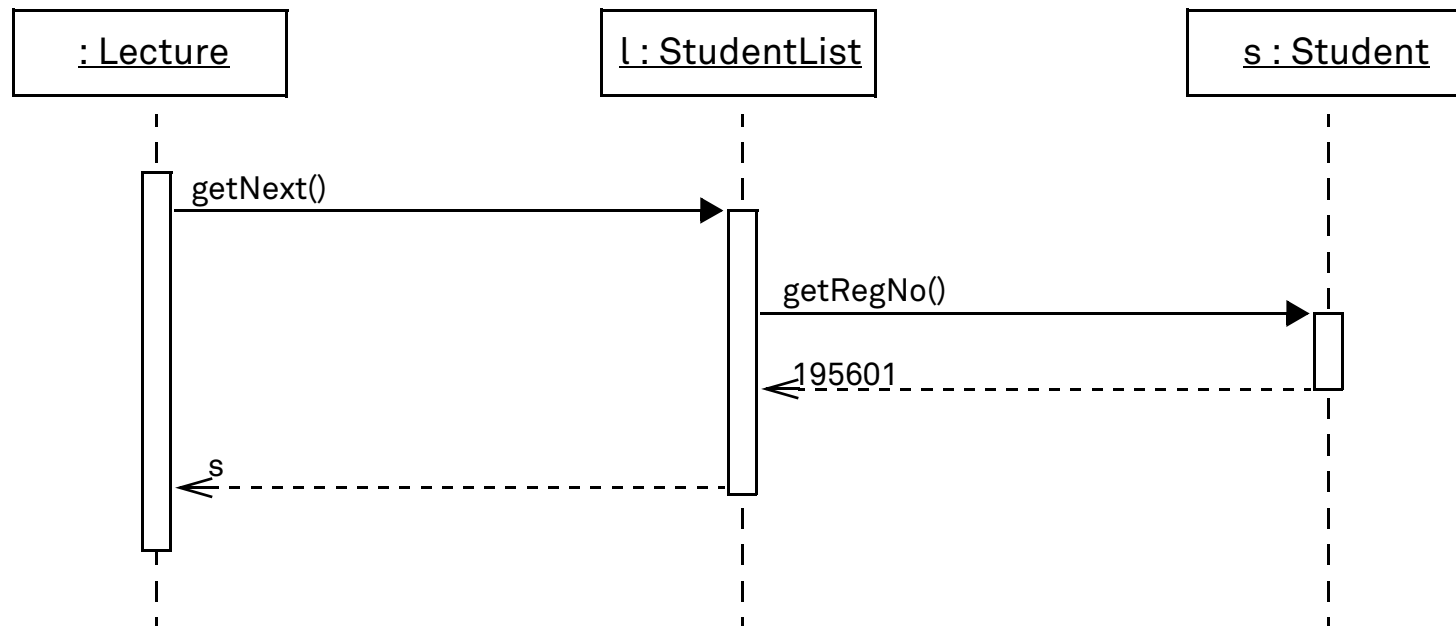 : Lecture
l : StudentList
s : Student
getNext()
getRegNo()
195601
s